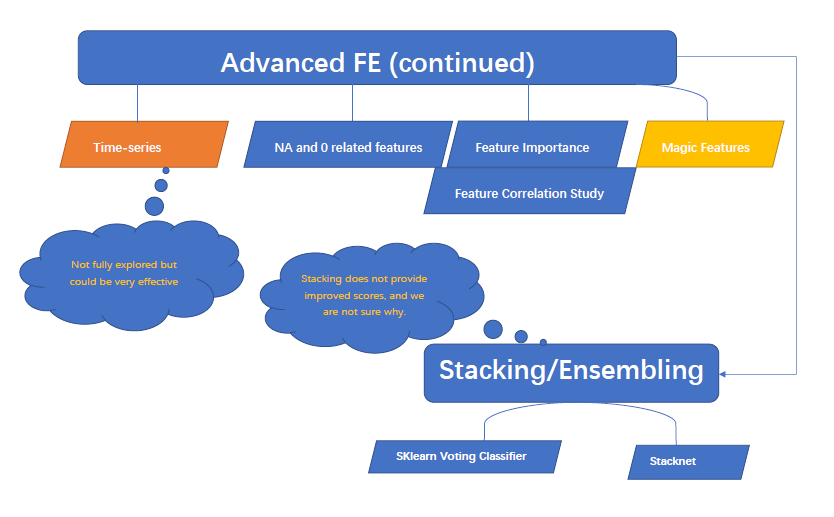 Advanced FE (continued)
Time-series
NA and 0 related features
Feature Importance
Magic Features
Feature Correlation Study
Not fully explored but
could be very effective
Stacking does not provide
improved scores, and we
are not sure why.
Stacking/Ensembling
SKlearn Voting Classifier
Stacknet